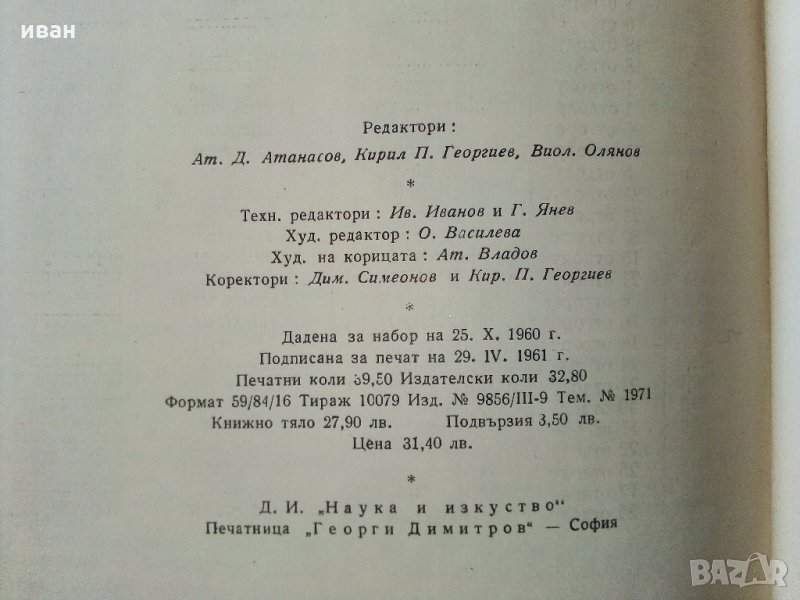 иван
Редактори :
Ат. Д. Атанасов, Кирил П. Георгиев, Виол. Олянов
*
Техн. редактори : Ив. Иванов и Г. Янев
Худ. редактор : О. Василева
Худ. на корицата : Ат. Владов
Коректори : Дим. Симеонов и Кир. П. Георгиев
*
Дадена за набор на 25. X. 1960 г.
Подписана за печат на 29. IV. 1961 г.
Печатни коли 39,50 Издателски коли 32,80
Формат 59/84/16 Тираж 10079 Изд. № 9856/III-9 Тем. № 1971
Книжно тяло 27,90 лв. Подвързия 3,50 лв.
Цена 31,40 лв.
*
Д. И. „Наука и изкуство“
Печатница „Георги Димитров“ — София
BAZAR